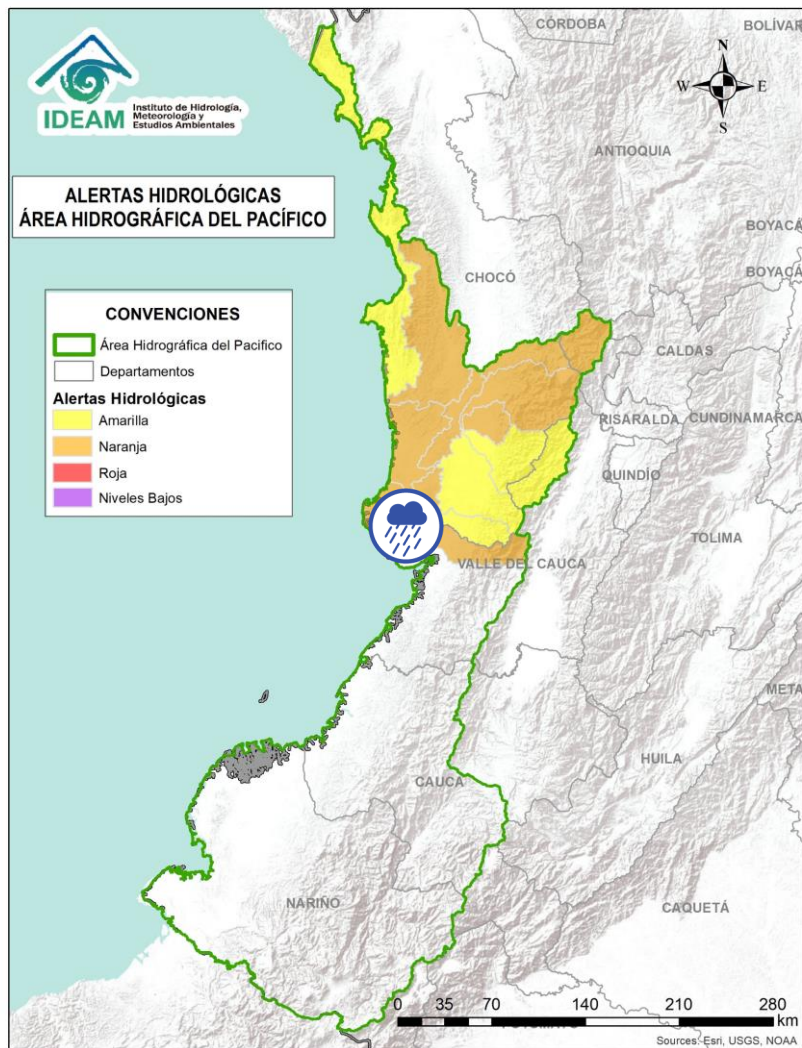 CÓRDOBA
BOLÍVAR
IDEAM
Instituto de Hidrología,
Meteorología y
Estudios Ambientales
N
W
E
S
ANTIOQUIA
ALERTAS HIDROLÓGICAS
ÁREA HIDROGRÁFICA DEL PACÍFICO
BOYACÁ
BOYACÁ
CHOCÓ
CONVENCIONES
Área Hidrográfica del Pacifico
Departamentos
Alertas Hidrológicas
Amarilla
Naranja
Roja
Niveles Bajos
CALDAS
RISARALDA
CUNDINAMARCA
QUINDÍO
TOLIMA
VALLE DEL CAUCA
META
HUILA
CAUCA
NARIÑO
CAQUETÁ
0 35 70 140 210 280
km
Sources: Esri, USGS, NOAA